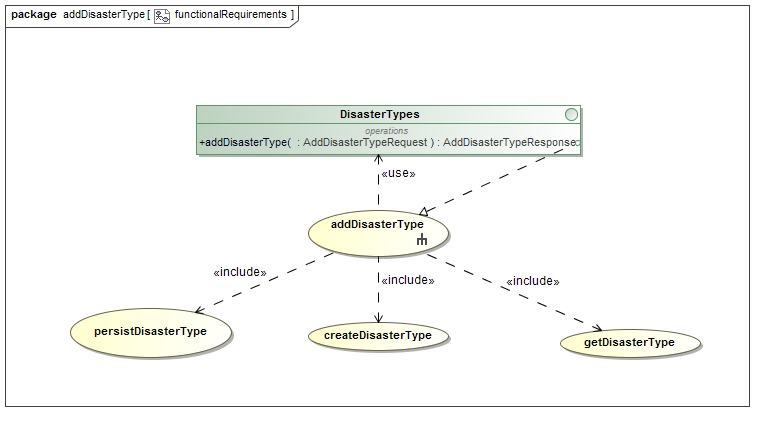 package addDisasterType [ functionalRequirements ]
DisasterTypes
operations
+addDisasterType( : AddDisasterTypeRequest ) : AddDisasterTypeResponse
«use»
addDisasterType
«include»
«include»
«include»
persistDisasterType
createDisasterType
getDisasterType